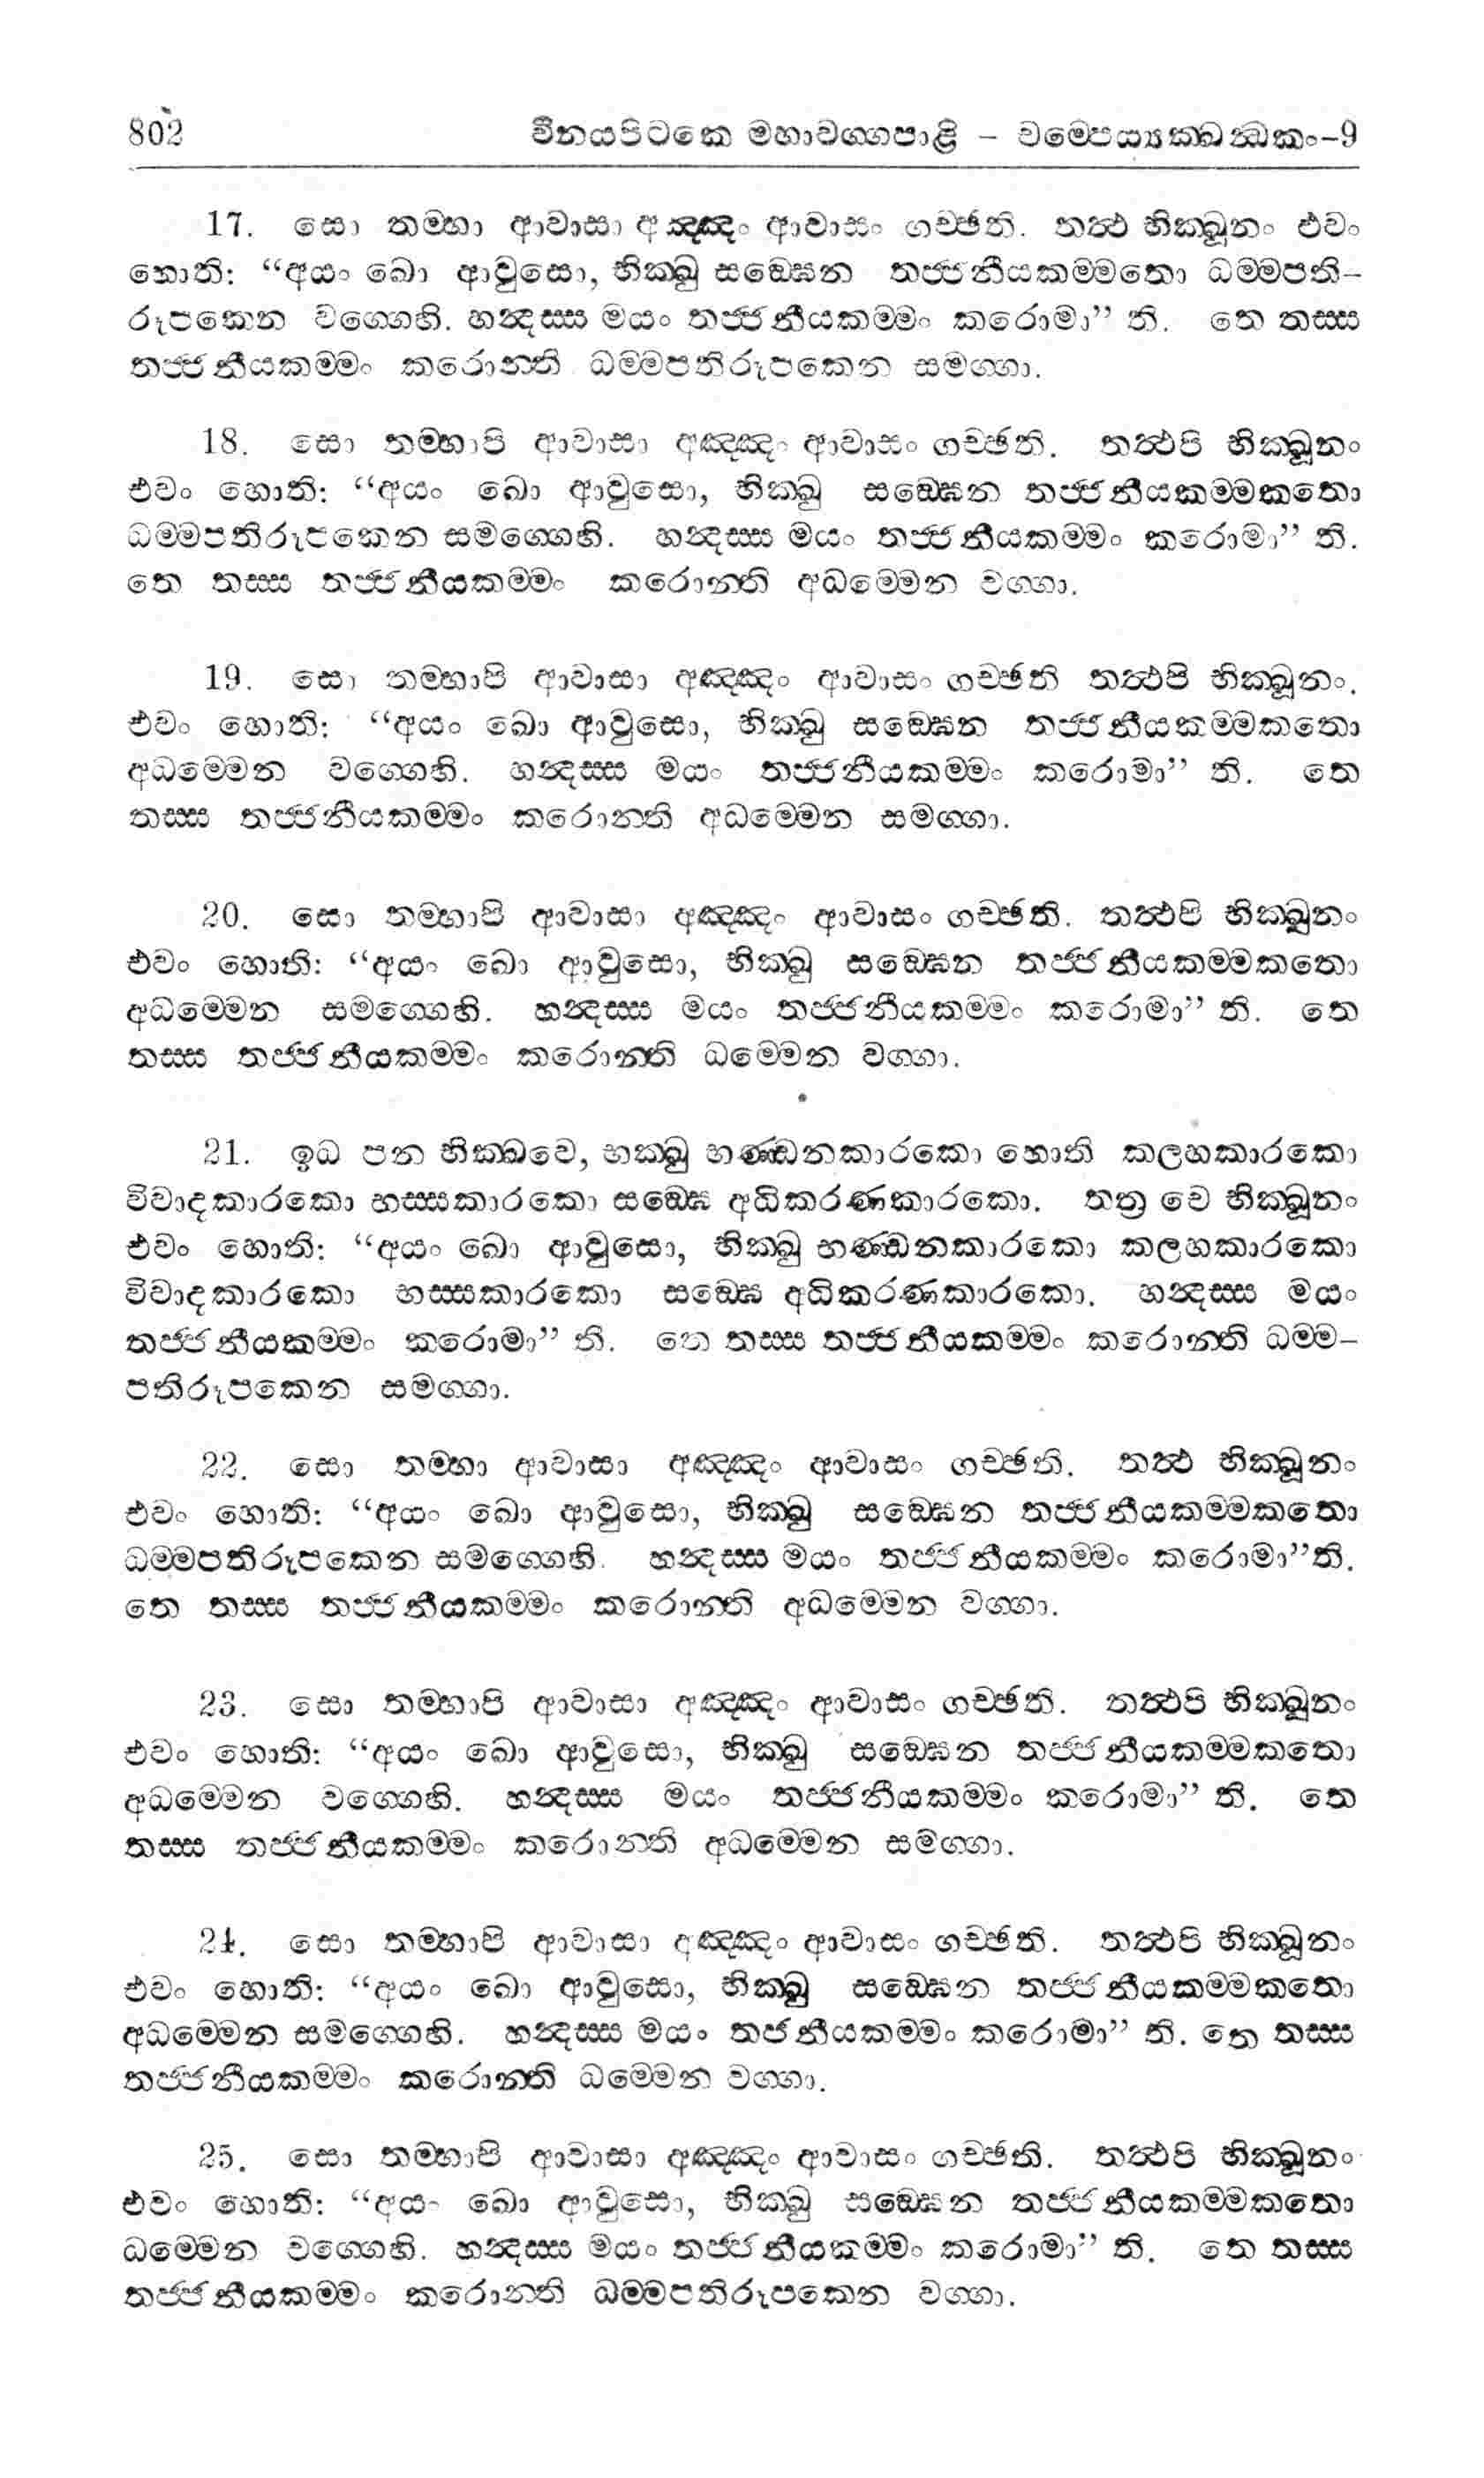 802 විනයපිටකෙ මහාවග්ගපාළි – චම්පෙය්‍යක්ඛන්ධකං–9
17. සො තම්හා ආවාසා අඤ්ඤං ආවාසං ගච්ඡති. තත්ථ භික්ඛූනං එවං
හොති: “අයං ඛො ආවුසො, භික්ඛු සඞ්ඝෙන තජ්ජනීයකම්මතො ධම්මපති-
රූපකෙන වග්ගෙහි. හන්දස්ස මයං තජ්ජනීයකම්මං කරොමා” ති. තෙ තස්ස
තජ්ජනීයකම්මං කරොන්ති ධම්මපතිරූපකෙන සමග්ගා.
18. සො තම්හාපි ආවාසා අඤ්ඤං ආවාසං ගච්ඡති. තත්ථපි භික්ඛූනං
එවං හොති: “අයං ඛො ආවුසො, භික්ඛු සඞ්ඝෙන තජ්ජනීයකම්මකතො
ධම්මපතිරූපකෙන සමග්ගෙහි. හන්දස්ස මයං තජ්ජනීයකම්මං කරොමා” ති.
තෙ තස්ස තජ්ජනීයකම්මං කරොන්ති අධම්මෙන වග්ගා.
19. සො තම්හාපි ආවාසා අඤ්ඤං ආවාසං ගච්ඡති තත්ථපි භික්ඛූනං.
එවං හොති: “අයං ඛො ආවුසො, භික්ඛු සඞ්ඝෙන තජ්ජනීයකම්මකතො
අධම්මෙන වග්ගෙහි. හන්දස්ස මයං තජ්ජනීයකම්මං කරොමා” ති. තෙ
තස්ස තජ්ජනීයකම්මං කරොන්ති අධම්මෙන සමග්ගා.
20. සො තම්හාපි ආවාසා අඤ්ඤං ආවාසං ගච්ඡති. තත්ථපි භික්ඛුනං
එවං හොති: “අයං ඛො ආවුසො, භික්ඛු සඞ්ඝෙන තජ්ජනීයකම්මකතො
අධම්මෙන සමග්ගෙහි. හන්දස්ස මයං තජ්ජනීයකම්මං කරොමා” ති. තෙ
තස්ස තජ්ජනීයකම්මං කරොන්ති ධම්මෙන වග්ගා.
21. ඉධ පන භික්ඛවෙ, භක්ඛු භණ්ඩනකාරකො හොති කලහකාරකො
විවාදකාරකො භස්සකාරකො සඞ්ඝෙ අධිකරණකාරකො. තත්‍ර චෙ භික්ඛූනං
එවං හොති: “අයං ඛො ආවුසො, භික්ඛු භණ්ඩනකාරකො කලහකාරකො
විවාදකාරකො භස්සකාරකො සඞ්ඝෙ අධිකරණකාරකො. හන්දස්ස මයං
තජ්ජනීයකම්මං කරොමා” ති. තෙ තස්ස තජ්ජනීයකම්මං කරොන්ති ධම්ම-
පතිරූපකෙන සමග්ගා.
22. සො තම්හා ආවාසා අඤ්ඤං ආවාසං ගච්ඡති. තත්ථ භික්ඛූනං
එවං හොති: “අයං ඛො ආවුසො, භික්ඛු සඞ්ඝෙන තජ්ජනීයකම්මකතො
ධම්මපතිරූපකෙන සමග්ගෙහි. හන්දස්ස මයං තජ්ජනීයකම්මං කරොමා”ති.
තෙ තස්ස තජ්ජනීයකම්මං කරොන්ති අධම්මෙන වග්ගා.
23. සො තම්හාපි ආවාසා අඤ්ඤං ආවාසං ගච්ඡති. තත්ථපි භික්ඛූනං
එවං හොති: “අයං ඛො ආවුසො, භික්ඛු සඞ්ඝෙන තජ්ජනීයකම්මකතො
අධම්මෙන වග්ගෙහි. හන්දස්ස මයං තජ්ජනීයකම්මං කරොමා” ති. තෙ
තස්ස තජ්ජනීයකම්මං කරොන්ති අධම්මෙන සමග්ගා.
24. සො තම්හාපි ආවාසා අඤ්ඤං ආවාසං ගච්ඡති. තත්ථපි භික්ඛූනං
එවං හොති: “අයං ඛො ආවුසො, භික්ඛු සඞ්ඝෙන තජ්ජනීයකම්මකතො
අධම්මෙන සමග්ගෙහි. හන්දස්ස මයං තජනීයකම්මං කරොමා” ති. තෙ තස්ස
තජ්ජනීයකම්මං කරොන්ති ධම්මෙන වග්ගා.
25. සො තම්හාපි ආවාසා අඤ්ඤං ආවාසං ගච්ඡති. තත්ථපි භික්ඛූනං
එවං හොති: “අයං ඛො ආවුසො, භික්ඛු සඞ්ඝෙන තජ්ජනීයකම්මකතො
ධම්මෙන වග්ගෙහි. හන්දස්ස මයං තජ්ජනීයකම්මං කරොමා” ති. තෙ තස්ස
තජ්ජනීයකම්මං කරොන්ති ධම්මපතිරූපකෙන වග්ගා.